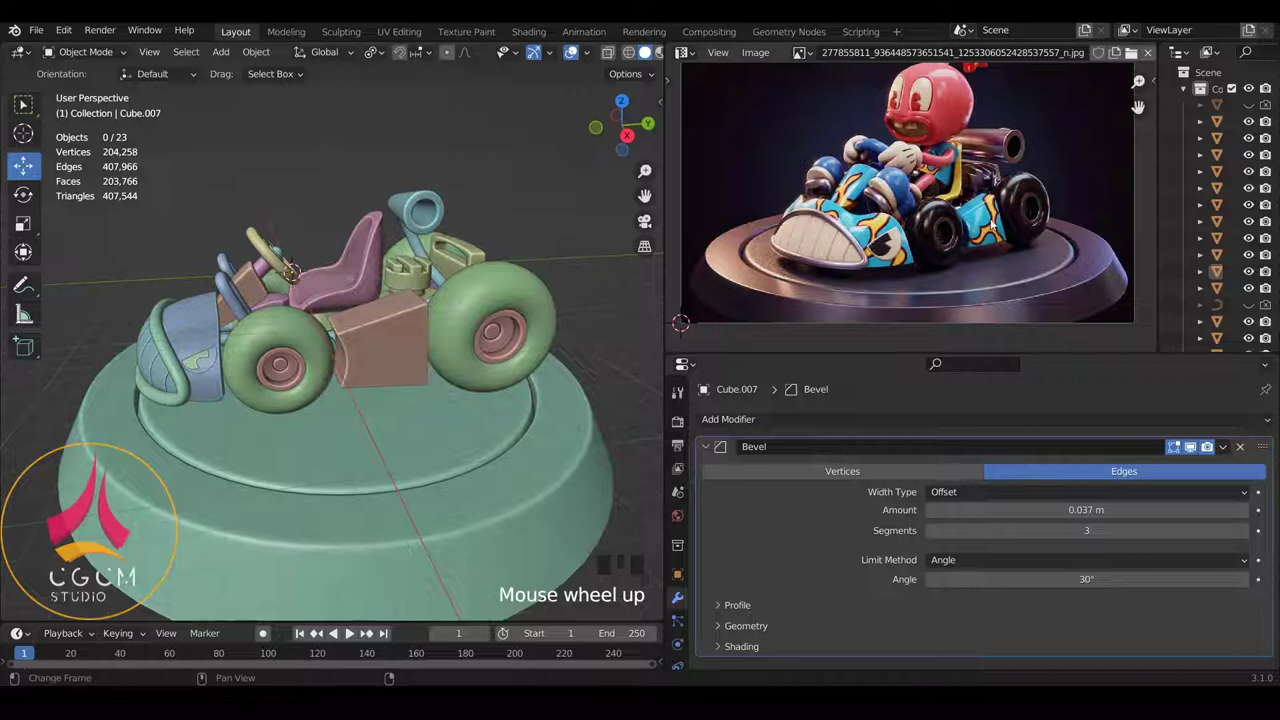 File Edit Render Window Help
Layout Modeling Sculpting UV Editing Texture Paint Shading Animation Rendering Compositing Geometry Nodes Scripting
Scene
ViewLayer
Object Mode View Select Add Object
Global
View Image
277855811_936448573651541_1253306052428537557_n.jpg
Orientation: Default Drag: Select Box
Options
Scene
Co
User Perspective
(1) Collection | Cube.007
Objects 0 / 23
Vertices 204,258
Edges 407,966
Faces 203,766
Triangles 407,544
Z
Y
X
Cube.007 > Bevel
Add Modifier
Bevel
Vertices Edges
Width Type Offset
Amount 0.037 m
Segments 3
Limit Method Angle
Angle 30°
Profile
Geometry
Shading
CGCM
STUDIO
Mouse wheel up
Playback Keying View Marker
1
Start 1 End 250
1 20 40 60 80 100 120 140 160 180 200 220 240
Change Frame
Pan View
3.1.0